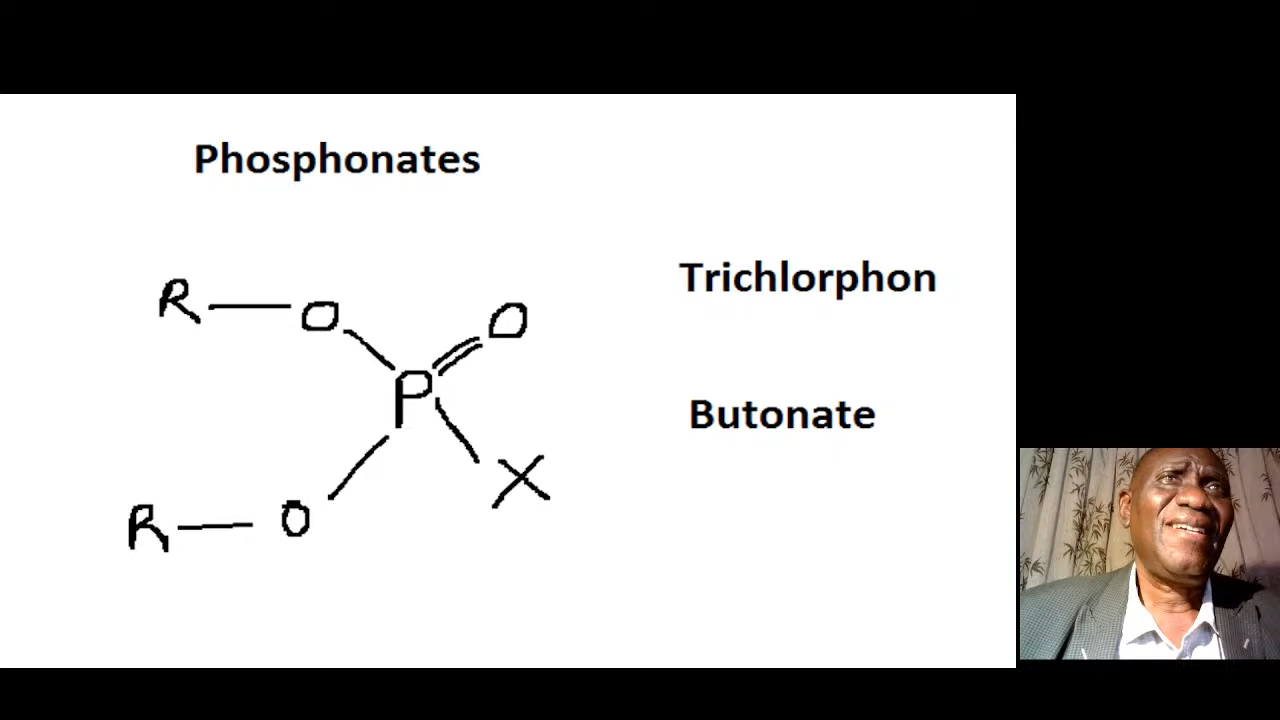 Phosphonates
R O O
P
R O X
Trichlorphon
Butonate